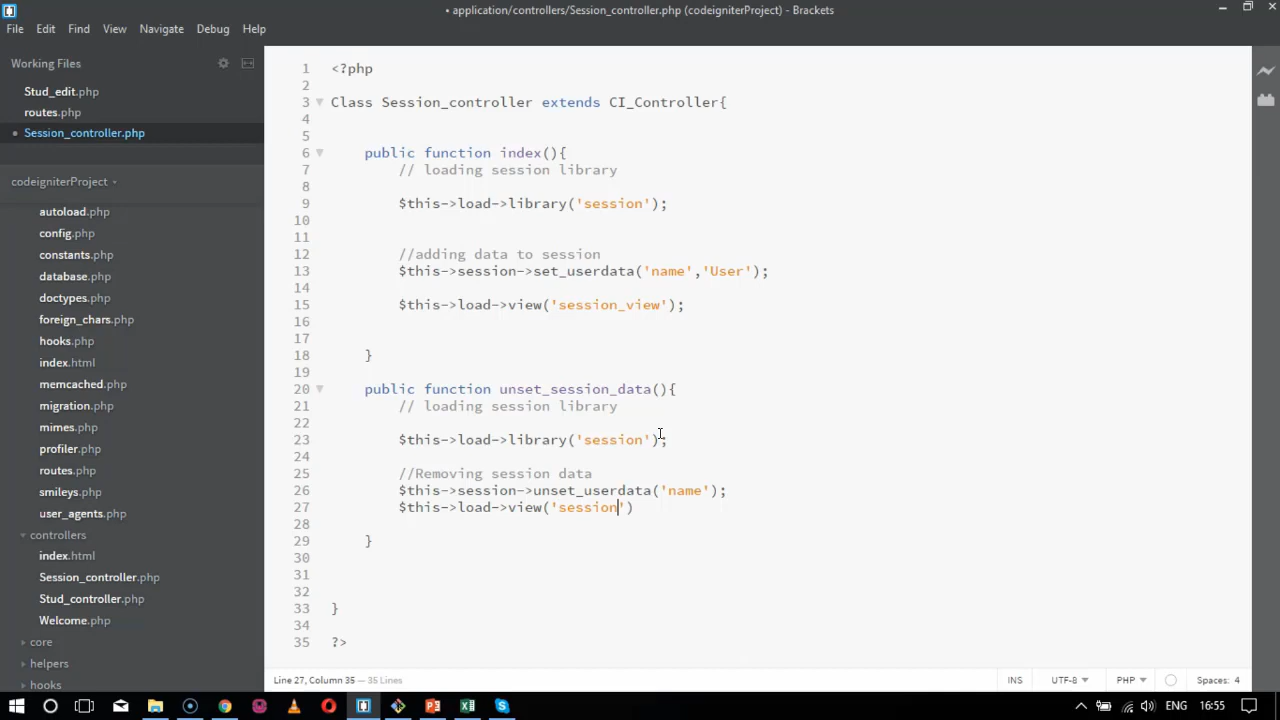 • application/controllers/Session_controller.php (codeigniterProject) - Brackets
File Edit Find View Navigate Debug Help
Working Files
Stud_edit.php
routes.php
• Session_controller.php
codeigniterProject
autoload.php
config.php
constants.php
database.php
doctypes.php
foreign_chars.php
hooks.php
index.html
memcached.php
migration.php
mimes.php
profiler.php
routes.php
smileys.php
user_agents.php
controllers
index.html
Session_controller.php
Stud_controller.php
Welcome.php
core
helpers
hooks
1 <?php
2
3 Class Session_controller extends CI_Controller{
4
5
6 public function index(){
7 // loading session library
8
9 $this->load->library('session');
10
11
12 //adding data to session
13 $this->session->set_userdata('name','User');
14
15 $this->load->view('session_view');
16
17
18 }
19
20 public function unset_session_data(){
21 // loading session library
22
23 $this->load->library('session');
24
25 //Removing session data
26 $this->session->unset_userdata('name');
27 $this->load->view('session')
28
29 }
30
31
32
33 }
34
35 ?>
Line 27, Column 35 — 35 Lines INS UTF-8 PHP Spaces: 4
ENG 16:55